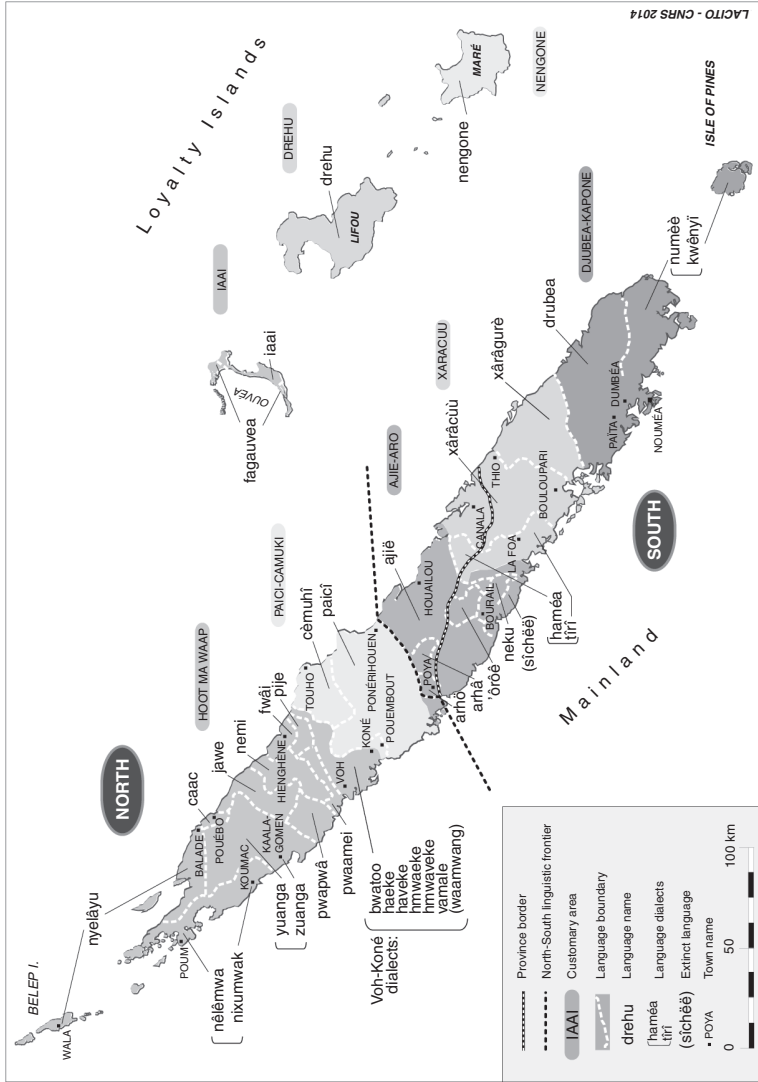 LACITO - CNRS 2014
Loyalty Islands
BELEP I.
WALA
nyelâyu
POUM
nêlêmwa
nixumwak
BALADE
caac
POUÉBO
KOUMAC
NORTH
HOOT MA WAAP
jawe
nemi
fwâi
pije
KAALA-
GOMEN
HIENGHÈNE
yuanga
zuanga
pwapwâ
pwaamei
VOH
Voh-Koné
dialects:
bwatoo
haeke
haveke
hmwaeke
hmwaveke
vamale
(waamwang)
PAICI-CAMUKI
cèmuhî
paicî
TOUHO
KONÉ
PONÉRIHOUEN
POUEMBOUT
AJIE-ARO
ajië
HOUAILOU
POYA
arhö
arhâ
'ôrôê
BOURAIL
neku
(sîchëë)
XARACUU
xârâcùù
xârâgurè
CANALA
THIO
LA FOA
BOULOUPARI
haméa
tîrî
Mainland
SOUTH
DJUBEA-KAPONE
drubea
PAÏTA
DUMBÉA
NOUMÉA
numèè
kwênyï
ISLE OF PINES
IAAI
OUVÉA
iaai
fagauvea
DREHU
drehu
LIFOU
MARÉ
nengone
NENGONE
Province border
North-South linguistic frontier
IAAI
Customary area
Language boundary
drehu
Language name
haméa
tîrî
Language dialects
(sîchëë)
Extinct language
POYA
Town name
0
50
100 km